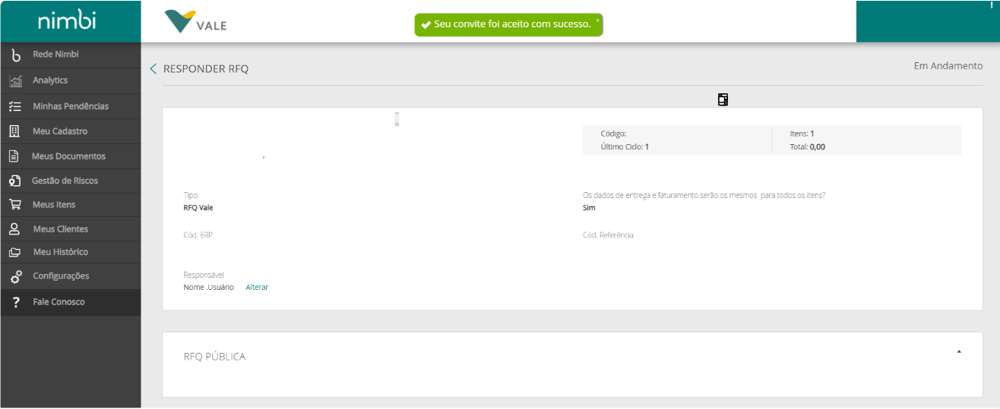 nimbi
VALE
Seu convite foi aceito com sucesso.
x
Rede Nimbi
Analytics
Minhas Pendências
Meu Cadastro
Meus Documentos
Gestão de Riscos
Meus Itens
Meus Clientes
Meu Histórico
Configurações
Fale Conosco
RESPONDER RFQ
Em Andamento
Código:
Itens: 1
Último Ciclo: 1
Total: 0,00
Tipo
Os dados de entrega e faturamento serão os mesmos para todos os itens?
RFQ Vale
Sim
Cód. ERP
Cód. Referência
Responsável
Nome .Usuário Alterar
RFQ PÚBLICA